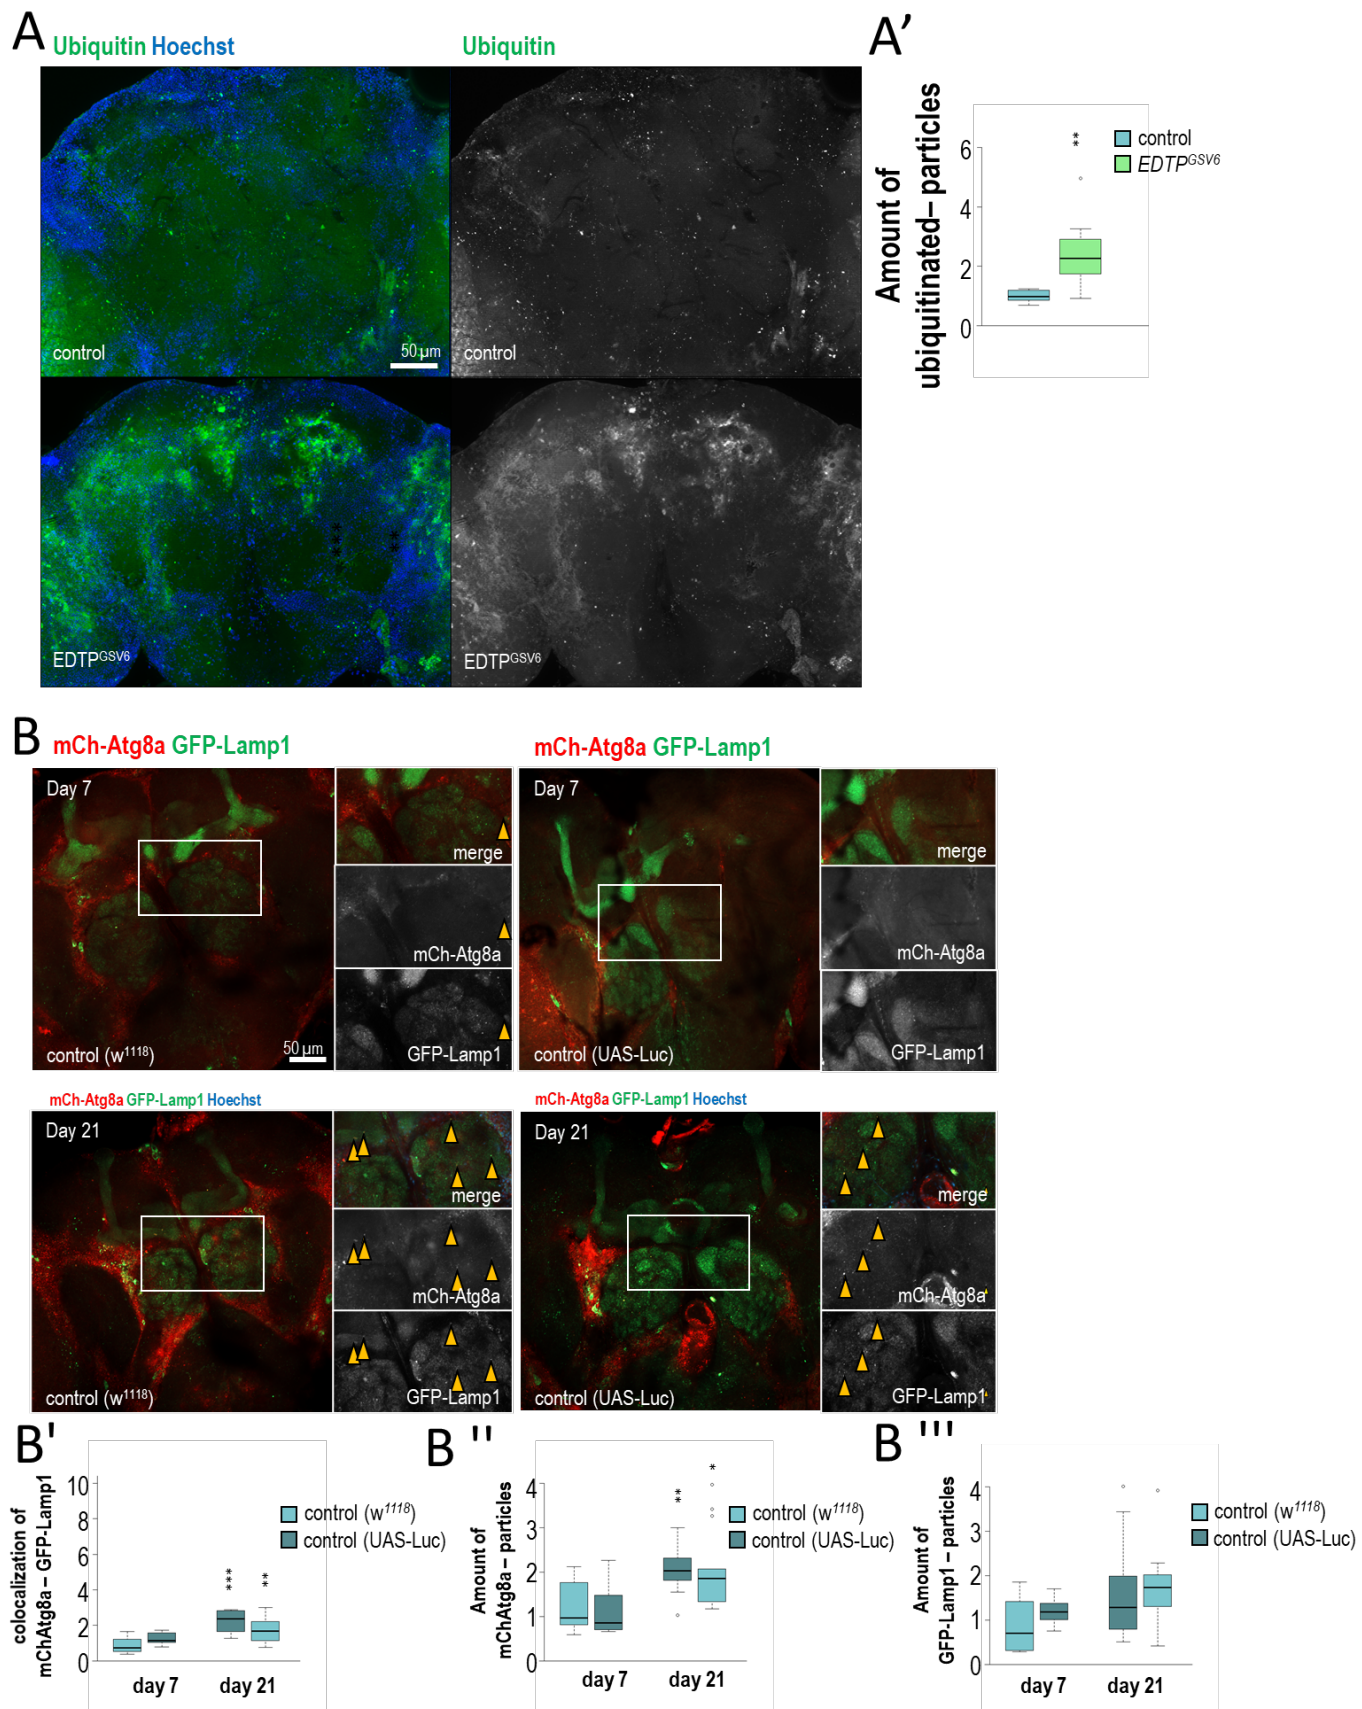 A
Ubiquitin Hoechst
Ubiquitin
control
50 µm
control
EDTP^GSV6
***
**
EDTP^GSV6
A'
Amount of
ubiquitinated– particles
6
4
2
0
**
control
EDTP^GSV6
B
mCh-Atg8a GFP-Lamp1
Day 7
control (w^1118)
50 µm
merge
mCh-Atg8a
GFP-Lamp1
mCh-Atg8a GFP-Lamp1
Day 7
control (UAS-Luc)
merge
mCh-Atg8a
GFP-Lamp1
mCh-Atg8a GFP-Lamp1 Hoechst
Day 21
control (w^1118)
merge
mCh-Atg8a
GFP-Lamp1
mCh-Atg8a GFP-Lamp1 Hoechst
Day 21
control (UAS-Luc)
merge
mCh-Atg8a
GFP-Lamp1
B'
colocalization of
mChAtg8a – GFP-Lamp1
10
8
6
4
2
0
***
**
control (w^1118)
control (UAS-Luc)
day 7
day 21
B ''
Amount of
mChAtg8a – particles
4
3
2
1
0
**
*
control (w^1118)
control (UAS-Luc)
day 7
day 21
B '''
Amount of
GFP-Lamp1 – particles
4
3
2
1
0
control (w^1118)
control (UAS-Luc)
day 7
day 21